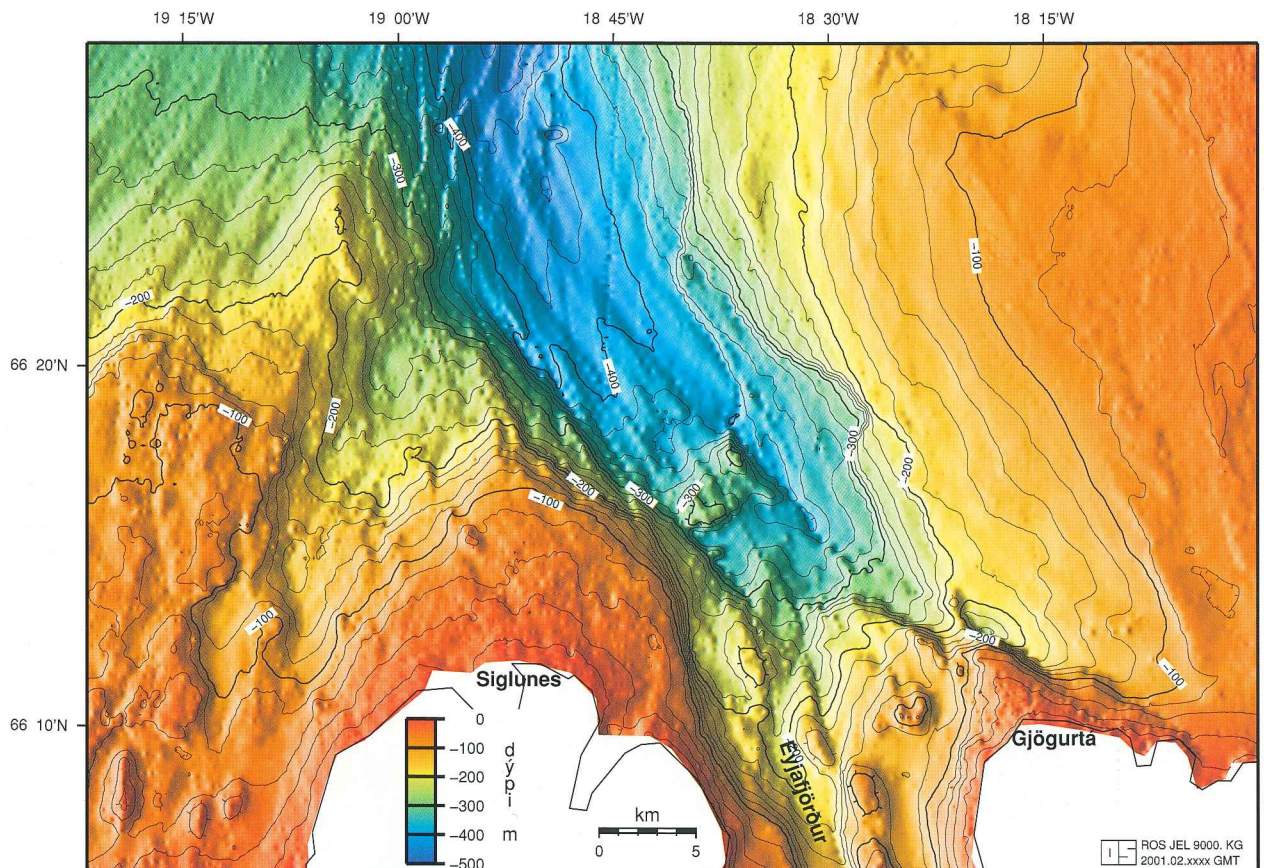 19 15'W
19 00'W
18 45'W
18 30'W
18 15'W
-400
-300
-200
-100
66 20'N
-400
-100
-200
-300
-200
-300
-200
-300
-100
-100
-200
-100
66 10'N
Siglunes
Gjögurtá
Eyjafjörður
0
-100
-200
-300
-400
-500
dýpi m
km
0 5
ROS JEL 9000. KG
2001.02.xxxx GMT